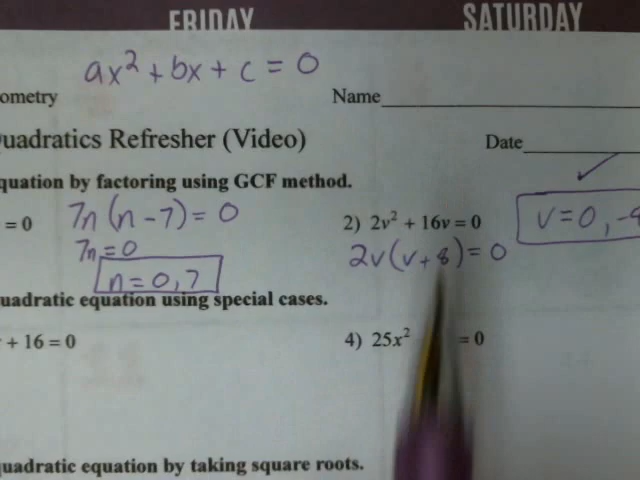 FRIDAY SATURDAY
ax² + bx + c = 0
ometry Name
uadratics Refresher (Video) Date
quation by factoring using GCF method.
= 0 7n(n - 7) = 0 2) 2v² + 16v = 0 v = 0, -8
7n = 0 2v(v + 8) = 0
n = 0, 7
uadratic equation using special cases.
+ 16 = 0 4) 25x² = 0
uadratic equation by taking square roots.